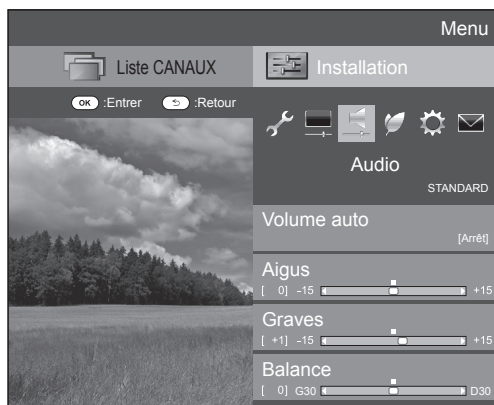 Menu
Liste CANAUX
Installation
OK :Entrer :Retour
Audio
STANDARD
Volume auto
[Arrêt]
Aigus
[ 0] -15 +15
Graves
[ +1] -15 +15
Balance
[ 0] G30 D30